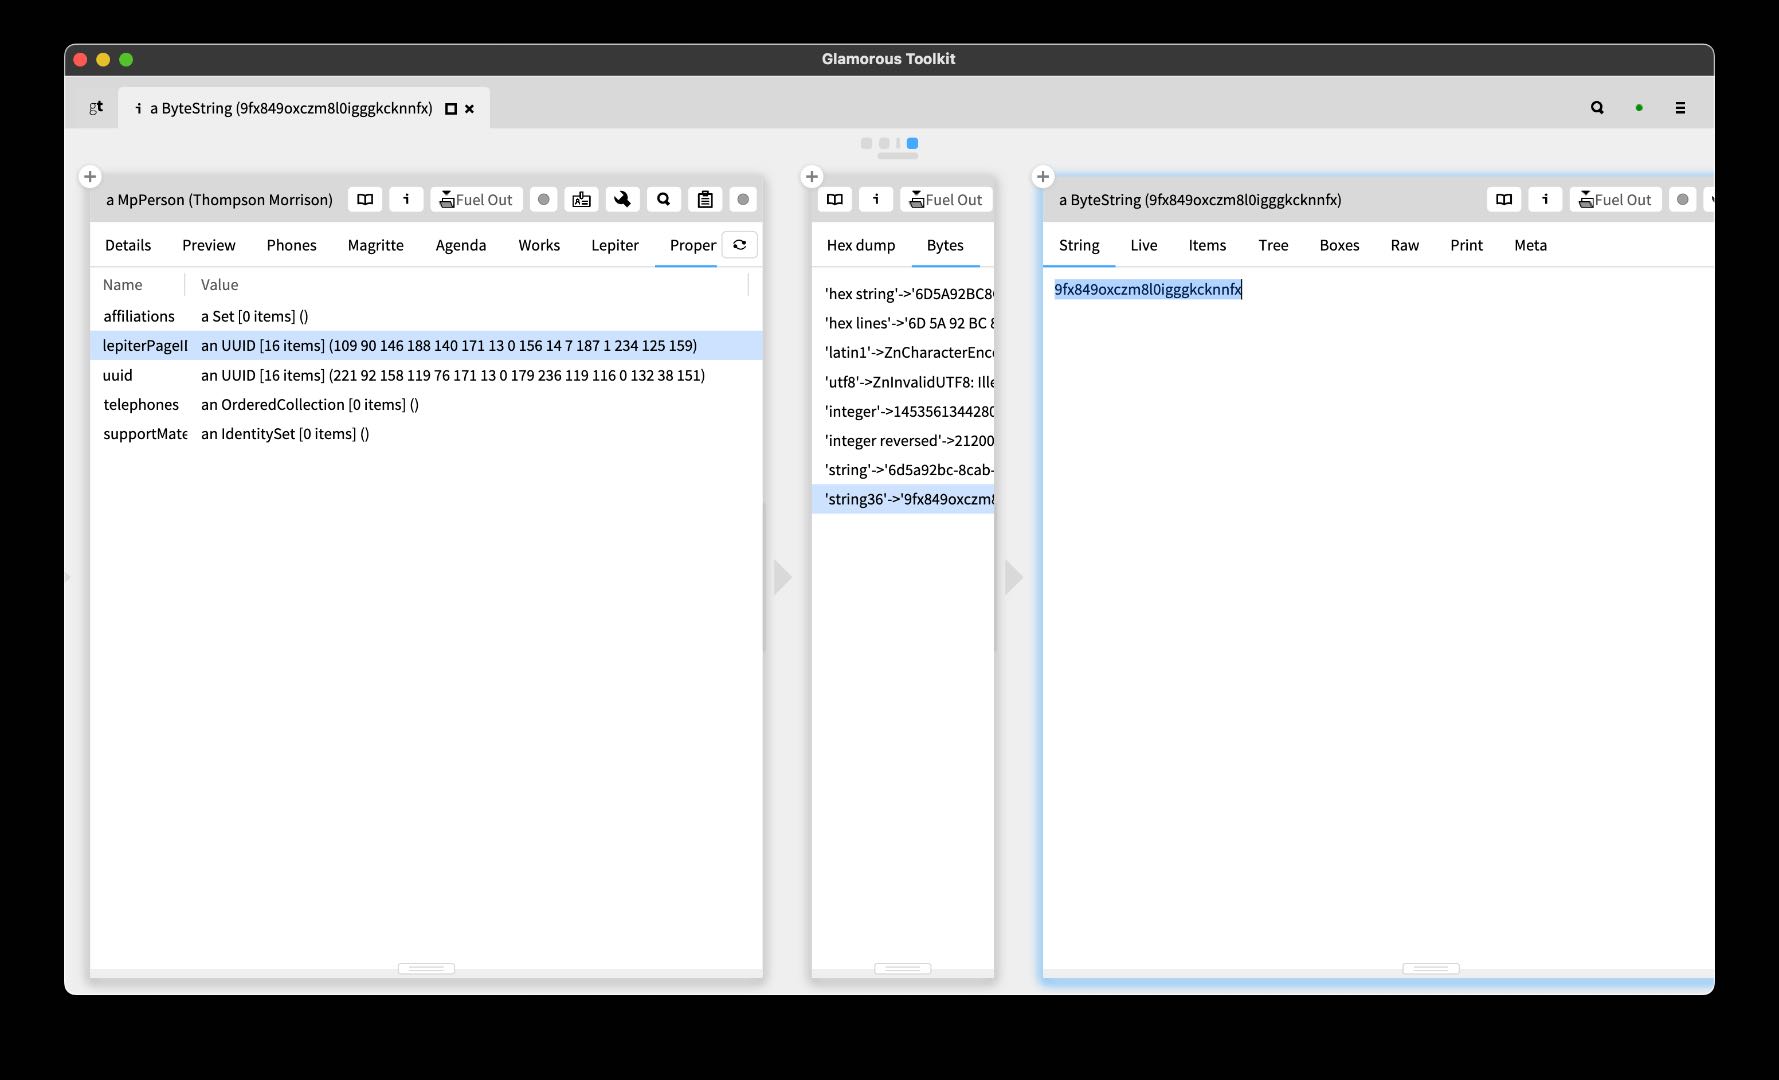 Glamorous Toolkit
gt
i a ByteString (9fx849oxczm8l0igggkcknnfx)
a MpPerson (Thompson Morrison) i Fuel Out
Details Preview Phones Magritte Agenda Works Lepiter Proper
Name Value
affiliations a Set [0 items] ()
lepiterPageI an UUID [16 items] (109 90 146 188 140 171 13 0 156 14 7 187 1 234 125 159)
uuid an UUID [16 items] (221 92 158 119 76 171 13 0 179 236 119 116 0 132 38 151)
telephones an OrderedCollection [0 items] ()
supportMate an IdentitySet [0 items] ()
i Fuel Out
Hex dump Bytes
'hex string'->'6D5A92BC8
'hex lines'->'6D 5A 92 BC 8
'latin1'->ZnCharacterEnc
'utf8'->ZnInvalidUTF8: Ille
'integer'->1453561344280
'integer reversed'->21200
'string'->'6d5a92bc-8cab-
'string36'->'9fx849oxczm8
a ByteString (9fx849oxczm8l0igggkcknnfx) i Fuel Out
String Live Items Tree Boxes Raw Print Meta
9fx849oxczm8l0igggkcknnfx